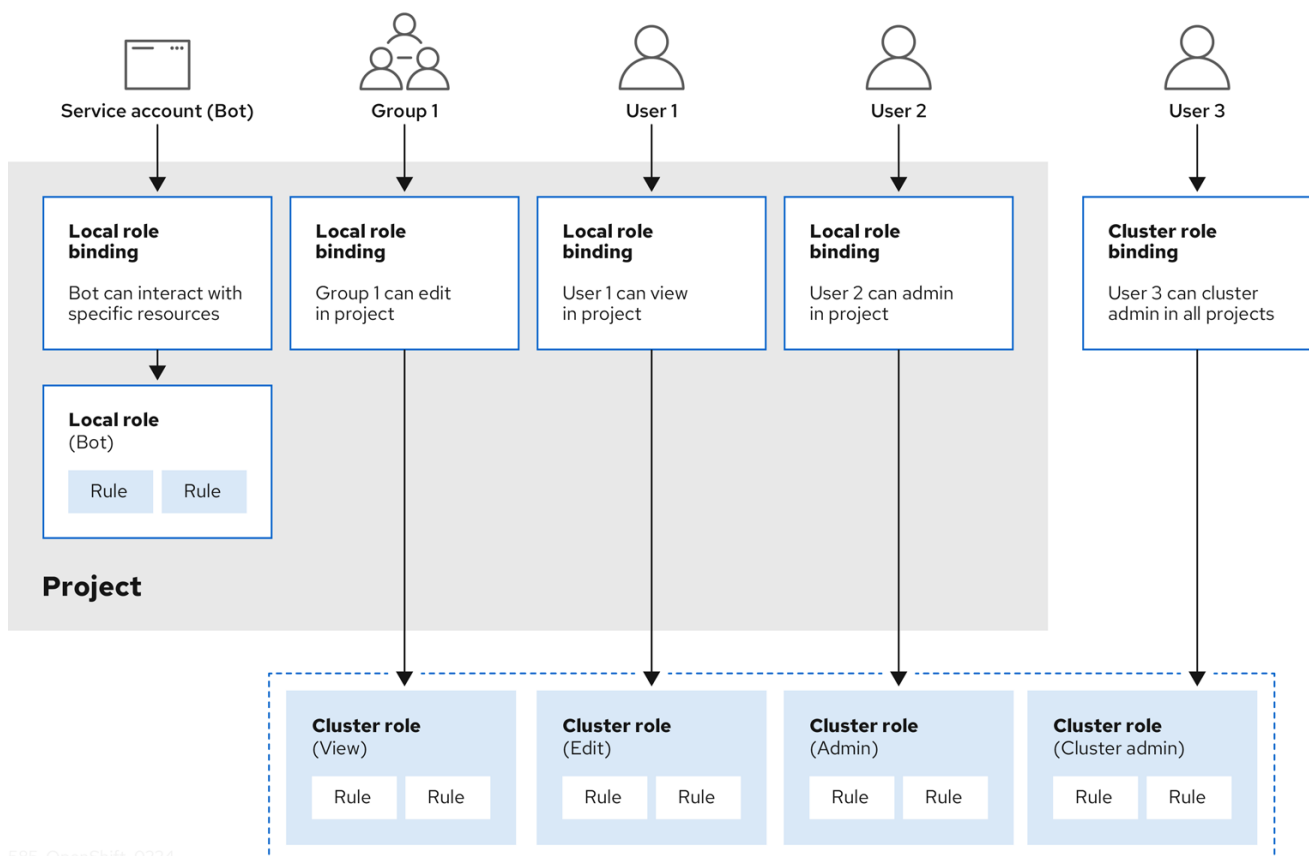 Service account (Bot)
Group 1
User 1
User 2
User 3
Local role
binding
Bot can interact with
specific resources
Local role
binding
Group 1 can edit
in project
Local role
binding
User 1 can view
in project
Local role
binding
User 2 can admin
in project
Cluster role
binding
User 3 can cluster
admin in all projects
Local role
(Bot)
Rule
Rule
Project
Cluster role
(View)
Rule
Rule
Cluster role
(Edit)
Rule
Rule
Cluster role
(Admin)
Rule
Rule
Cluster role
(Cluster admin)
Rule
Rule